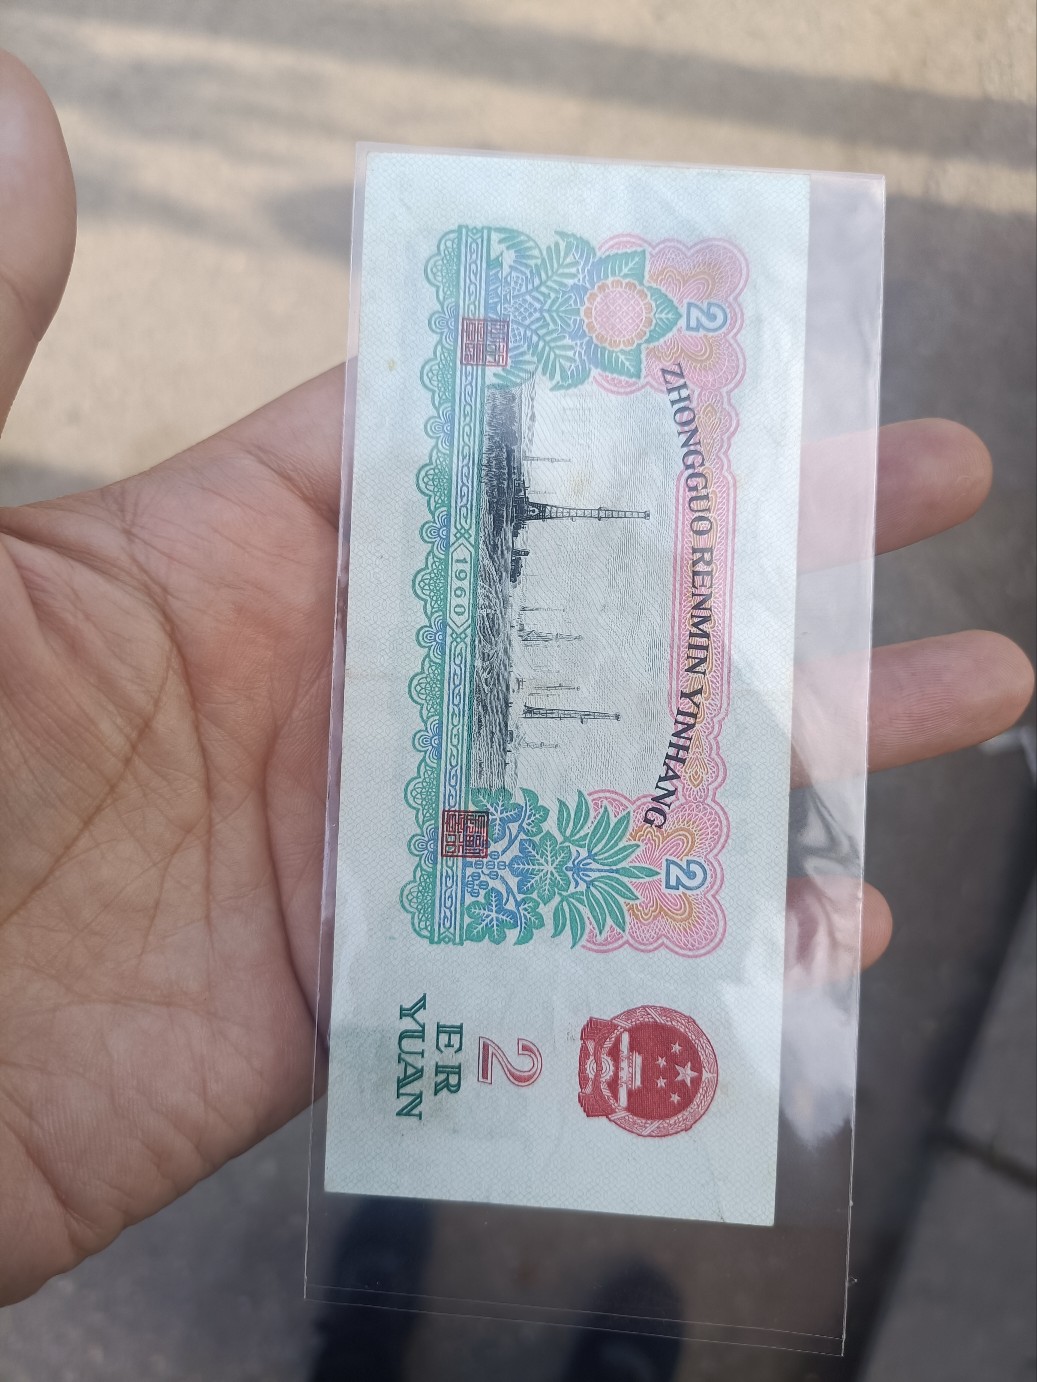 2
2
ZHONGGUO RENMIN YINHANG
1960
2
ER
YUAN